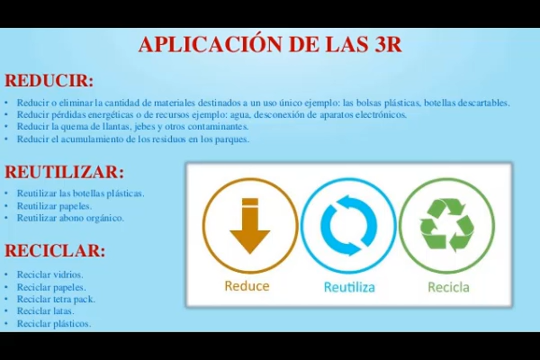 APLICACIÓN DE LAS 3R
REDUCIR:
• Reducir o eliminar la cantidad de materiales destinados a un uso único ejemplo: las bolsas plásticas, botellas descartables.
• Reducir pérdidas energéticas o de recursos ejemplo: agua, desconexión de aparatos electrónicos.
• Reducir la quema de llantas, jebes y otros contaminantes.
• Reducir el acumulamiento de los residuos en los parques.
REUTILIZAR:
• Reutilizar las botellas plásticas.
• Reutilizar papeles.
• Reutilizar abono orgánico.
RECICLAR:
• Reciclar vidrios.
• Reciclar papeles.
• Reciclar tetra pack.
• Reciclar latas.
• Reciclar plásticos.
Reduce
Reutiliza
Recicla